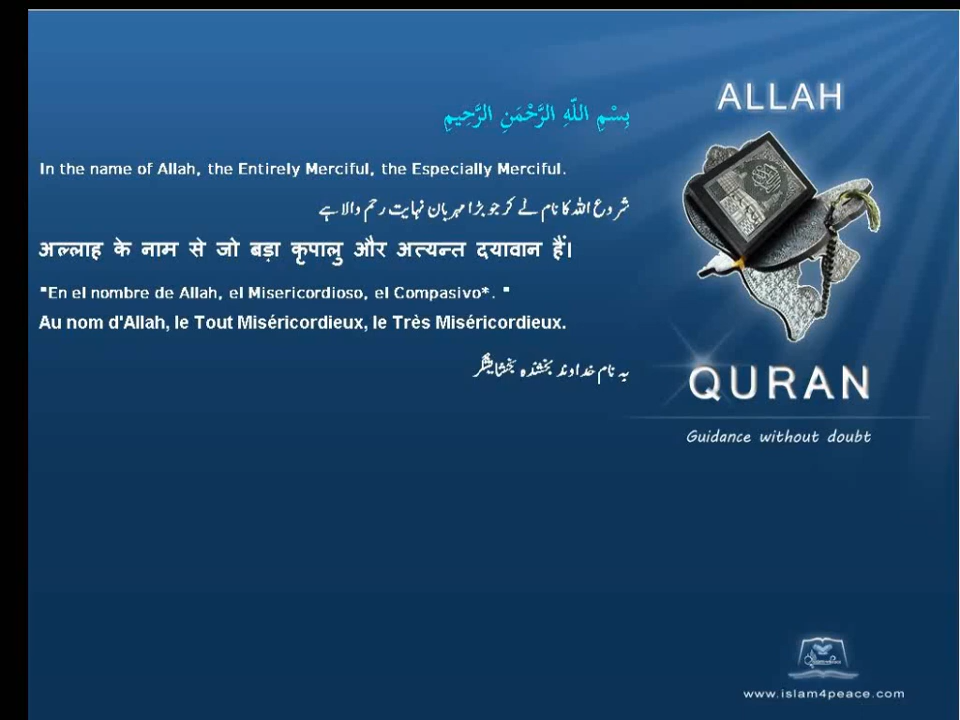 بِسْمِ اللَّهِ الرَّحْمَنِ الرَّحِيمِ
In the name of Allah, the Entirely Merciful, the Especially Merciful.
شروع اللہ کا نام لے کر جو بڑا مہربان نہایت رحم والا ہے
अल्लाह के नाम से जो बड़ा कृपालु और अत्यन्त दयावान हैं।
"En el nombre de Allah, el Misericordioso, el Compasivo*. "
Au nom d'Allah, le Tout Miséricordieux, le Très Miséricordieux.
به نام خداوند بخشنده بخشایشگر
ALLAH
QURAN
Guidance without doubt
www.islam4peace.com